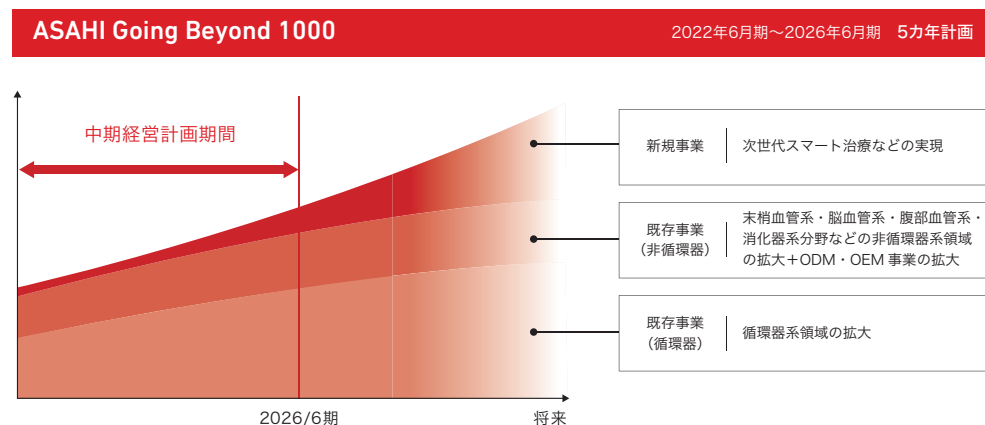 ASAHI Going Beyond 1000
2022年6月期～2026年6月期 5カ年計画
中期経営計画期間
新規事業
次世代スマート治療などの実現
既存事業
（非循環器）
末梢血管系・脳血管系・腹部血管系・
消化器系分野などの非循環器系領域
の拡大＋ODM・OEM 事業の拡大
既存事業
（循環器）
循環器系領域の拡大
2026/6期
将来